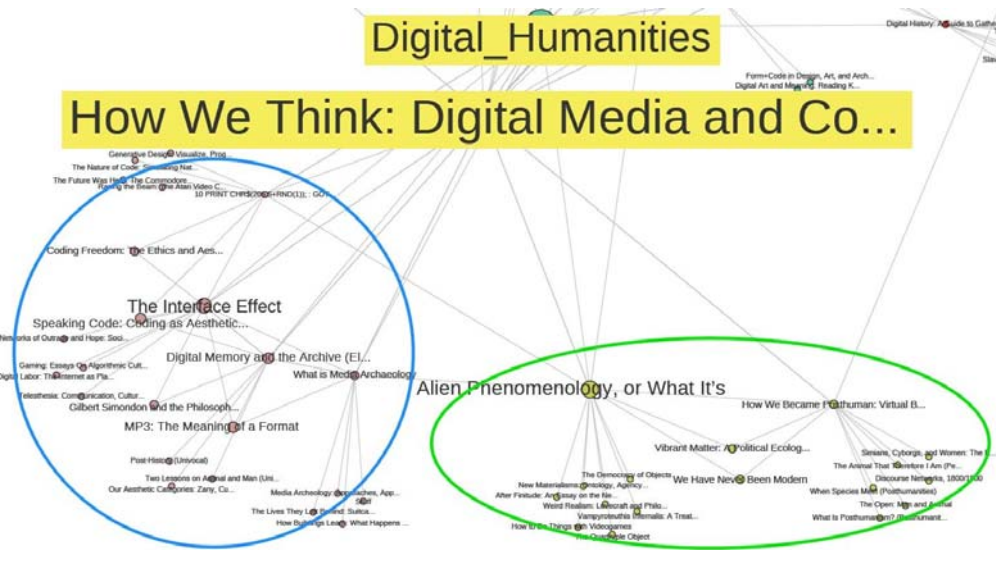 Digital_Humanities
Digital History: A Guide to Gathe
Form+Code in Design, Art, and Arch...
Digital Art and Meaning: Reading K...
How We Think: Digital Media and Co...
Generative Design: Visualize, Prog...
The Nature of Code: Simulating Nat...
The Future Was Here: The Commodore...
Racing the Beam: The Atari Video C...
10 PRINT CHR$(205.5+RND(1)); : GOT...
Coding Freedom: The Ethics and Aes...
The Interface Effect
Speaking Code: Coding as Aesthetic...
Networks of Outrage and Hope: Soci...
Digital Memory and the Archive (El...
Gaming: Essays On Algorithmic Cult...
Digital Labor: The Internet as Pla...
What is Media Archaeology
Alien Phenomenology, or What It's
Telesthesia: Communication, Cultur...
Gilbert Simondon and the Philosoph...
How We Became Posthuman: Virtual B...
MP3: The Meaning of a Format
Vibrant Matter: A Political Ecolog...
Simians, Cyborgs, and Women: The
Post-History (Univocal)
The Animal That Therefore I Am (Pe...
Two Lessons on Animal and Man (Uni...
The Democracy of Objects
We Have Never Been Modern
Discourse Networks, 1800/1900
Our Aesthetic Categories: Zany, Cu...
New Materialisms: Ontology, Agency...
When Species Meet (Posthumanities)
Media Archeology: Approaches, App...
After Finitude: An Essay on the Ne...
Weird Realism: Lovecraft and Philo...
The Open: Man and Animal
The Lives They Left Behind: Suitca...
Vampyroteuthis Infernalis: A Treat...
What Is Posthumanism? (Posthumanit...
How Buildings Learn: What Happens ...
How to Do Things with Videogames
The Quadruple Object